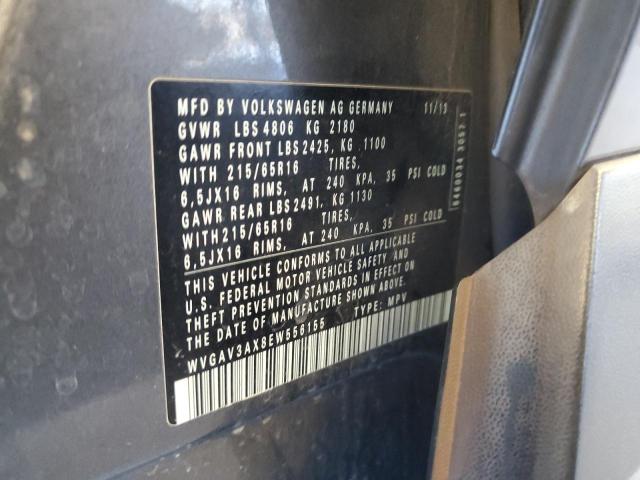 MFD BY VOLKSWAGEN AG GERMANY 11/13
GVWR LBS 4806 KG 2180
GAWR FRONT LBS 2425, KG 1100
WITH 215/65R16 TIRES,
6,5JX16 RIMS, AT 240 KPA, 35 PSI COLD
GAWR REAR LBS 2491, KG 1130
WITH 215/65R16 TIRES,
6,5JX16 RIMS, AT 240 KPA, 35 PSI COLD
THIS VEHICLE CONFORMS TO ALL APPLICABLE
U.S. FEDERAL MOTOR VEHICLE SAFETY AND
THEFT PREVENTION STANDARDS IN EFFECT ON
THE DATE OF MANUFACTURE SHOWN ABOVE.
WVGAV3AX8EW556155 TYPE: MPV